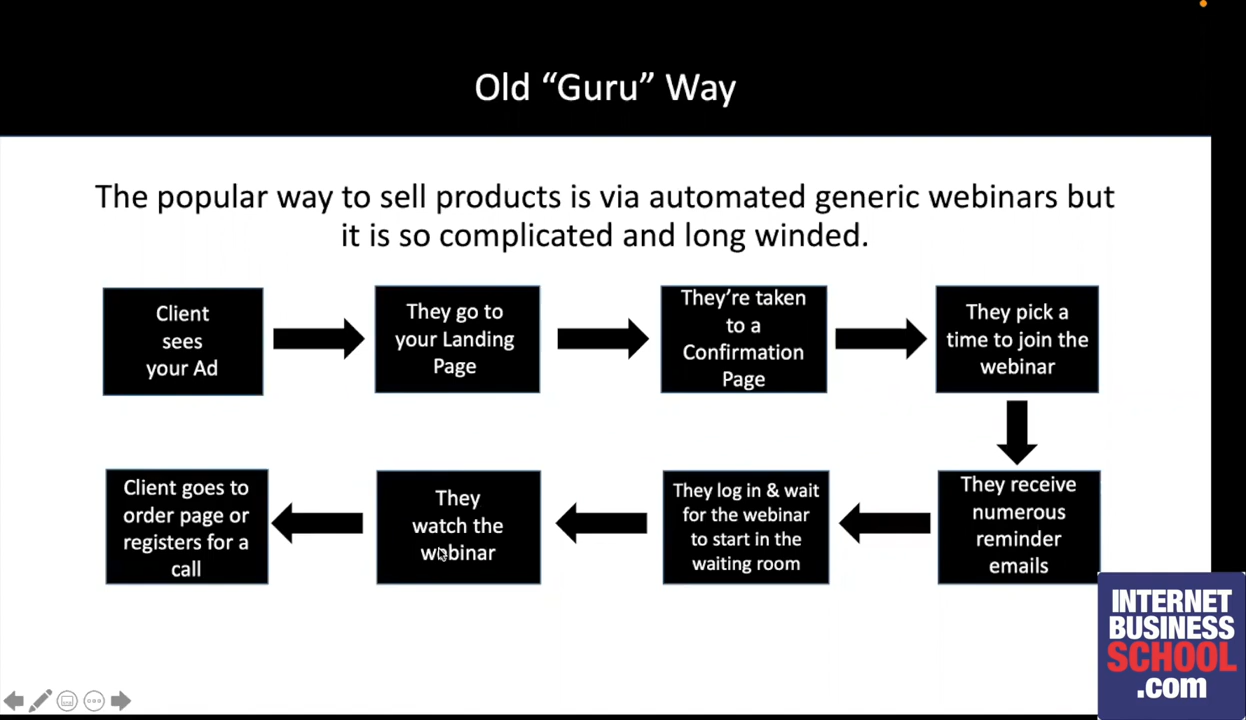 Old “Guru” Way
The popular way to sell products is via automated generic webinars but
it is so complicated and long winded.
Client
sees
your Ad
They go to
your Landing
Page
They’re taken
to a
Confirmation
Page
They pick a
time to join the
webinar
They receive
numerous
reminder
emails
They log in & wait
for the webinar
to start in the
waiting room
They
watch the
webinar
Client goes to
order page or
registers for a
call
INTERNET
BUSINESS
SCHOOL
.com